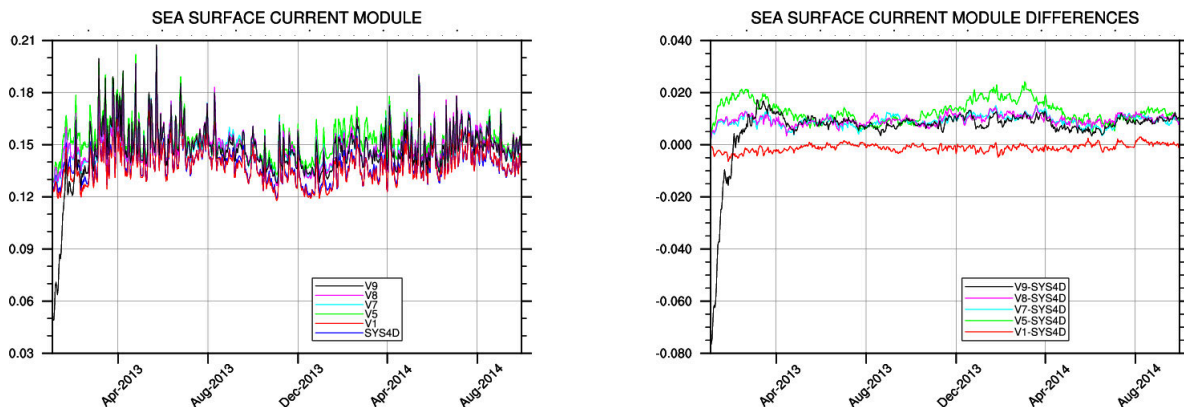 SEA SURFACE CURRENT MODULE
0.21
0.18
0.15
0.12
0.09
0.06
0.03
V9
V8
V7
V5
V1
SYS4D
Apr-2013
Aug-2013
Dec-2013
Apr-2014
Aug-2014
SEA SURFACE CURRENT MODULE DIFFERENCES
0.040
0.020
0.000
-0.020
-0.040
-0.060
-0.080
V9-SYS4D
V8-SYS4D
V7-SYS4D
V5-SYS4D
V1-SYS4D
Apr-2013
Aug-2013
Dec-2013
Apr-2014
Aug-2014